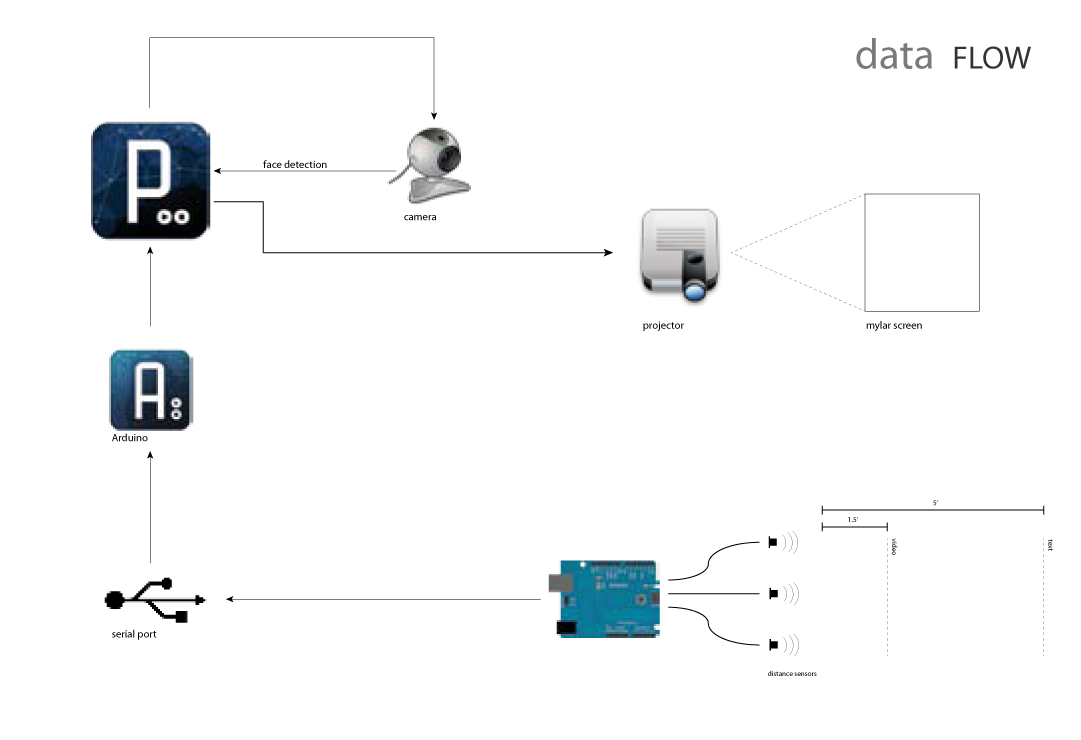 data FLOW
P
face detection
camera
projector
mylar screen
A
Arduino
5'
1.5'
video
text
serial port
distance sensors